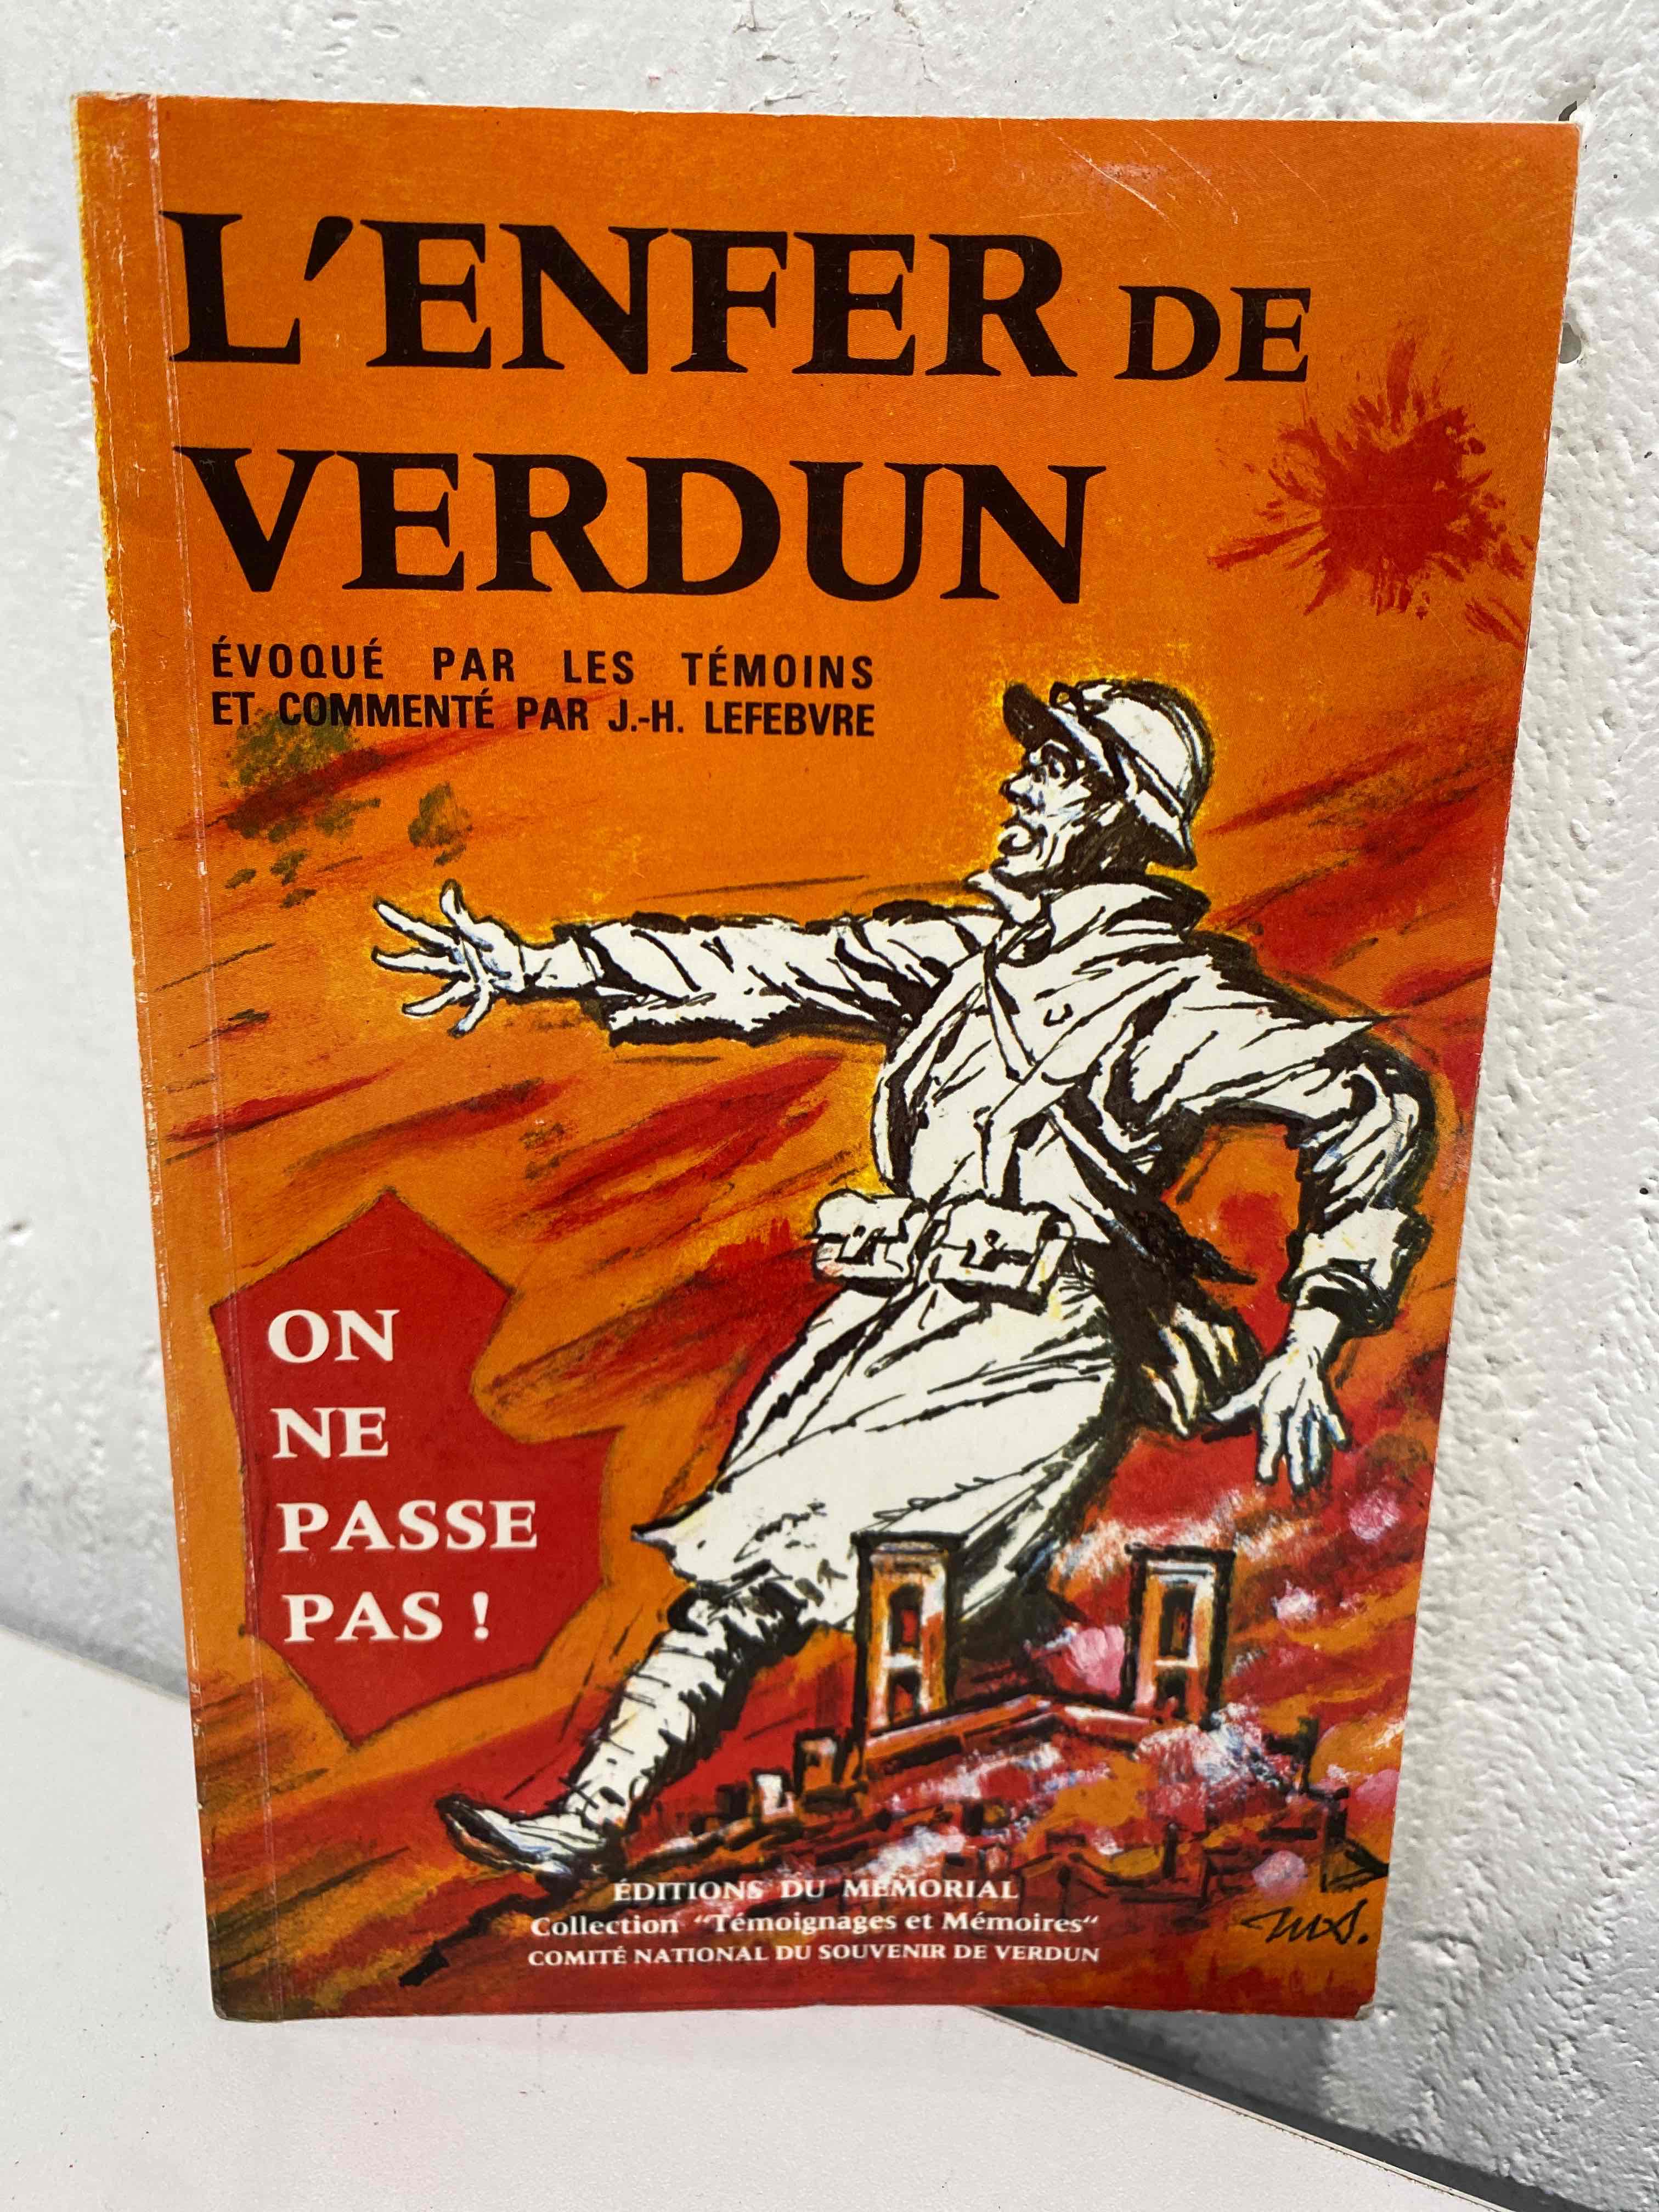 L'ENFER DE
VERDUN
ÉVOQUÉ PAR LES TÉMOINS
ET COMMENTÉ PAR J.-H. LEFEBVRE
ON
NE
PASSE
PAS !
ÉDITIONS DU MÉMORIAL
Collection "Témoignages et Mémoires"
COMITÉ NATIONAL DU SOUVENIR DE VERDUN